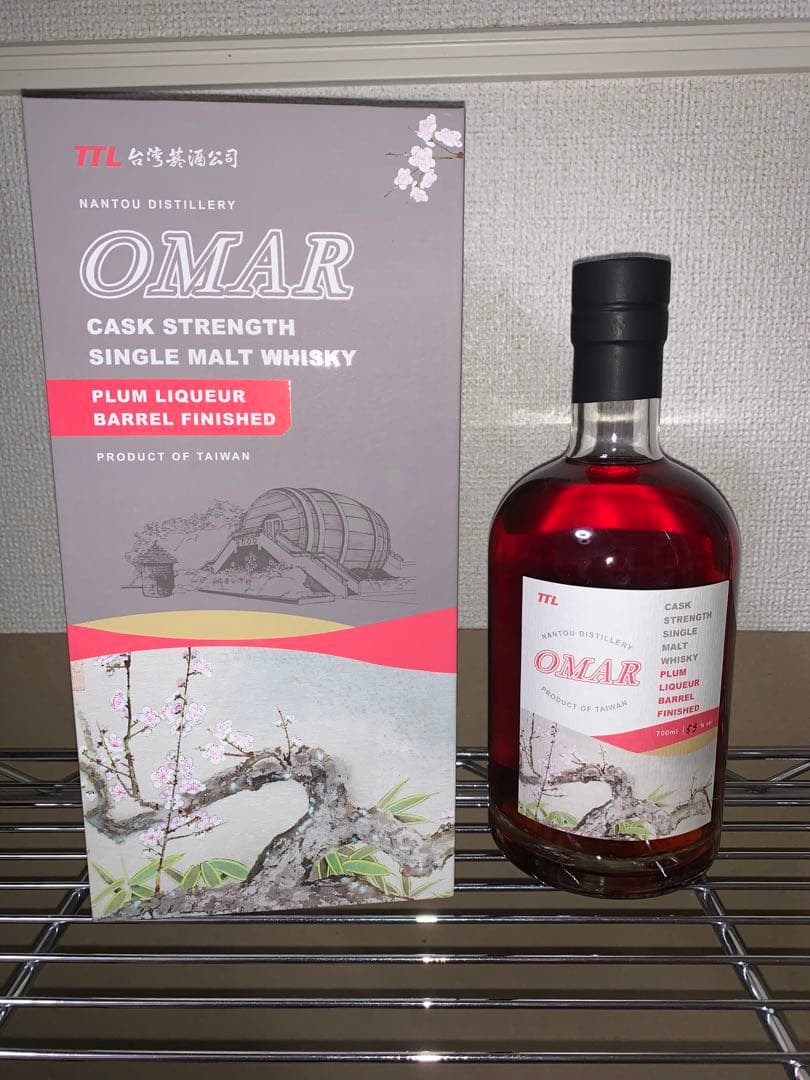 TTL 台湾菸酒公司
NANTOU DISTILLERY
OMAR
CASK STRENGTH
SINGLE MALT WHISKY
PLUM LIQUEUR
BARREL FINISHED
PRODUCT OF TAIWAN
TTL
NANTOU DISTILLERY
OMAR
PRODUCT OF TAIWAN
CASK
STRENGTH
SINGLE
MALT
WHISKY
PLUM
LIQUEUR
BARREL
FINISHED
700ml | 53 % vol